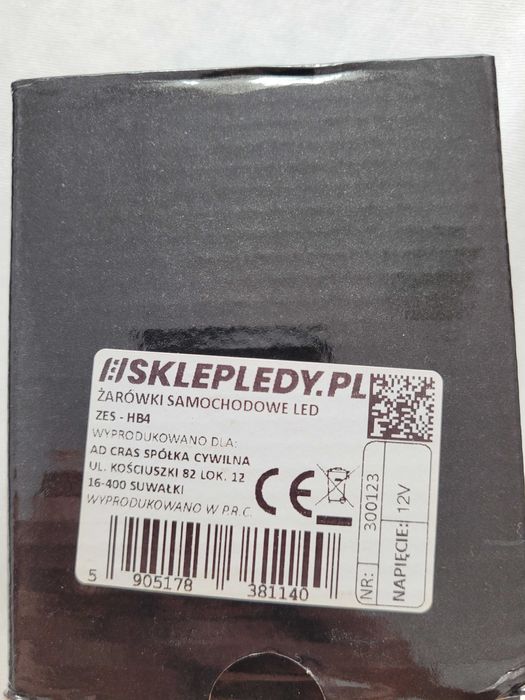 SKLEPLEDY.PL
ŻARÓWKI SAMOCHODOWE LED
ZES - HB4
WYPRODUKOWANO DLA:
AD CRAS SPÓŁKA CYWILNA
UL. KOŚCIUSZKI 82 LOK. 12
16-400 SUWAŁKI
WYPRODUKOWANO W P.R.C.
CE
5 905178 381140
NR: 300123
NAPIĘCIE: 12V